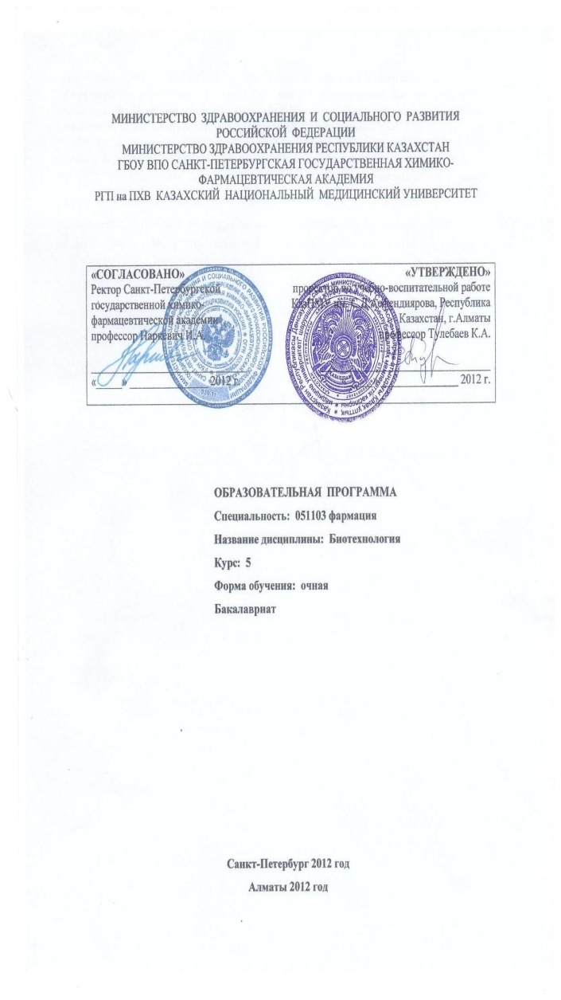 МИНИСТЕРСТВО ЗДРАВООХРАНЕНИЯ И СОЦИАЛЬНОГО РАЗВИТИЯ
РОССИЙСКОЙ ФЕДЕРАЦИИ
МИНИСТЕРСТВО ЗДРАВООХРАНЕНИЯ РЕСПУБЛИКИ КАЗАХСТАН
ГБОУ ВПО САНКТ-ПЕТЕРБУРГСКАЯ ГОСУДАРСТВЕННАЯ ХИМИКО-
ФАРМАЦЕВТИЧЕСКАЯ АКАДЕМИЯ
РГП на ПХВ КАЗАХСКИЙ НАЦИОНАЛЬНЫЙ МЕДИЦИНСКИЙ УНИВЕРСИТЕТ
«СОГЛАСОВАНО»
Ректор Санкт-Петербургской
государственной химико-
фармацевтической академии
профессор Наркевич И.А.
«____» ____________ 2012 г.
«УТВЕРЖДЕНО»
проректор по учебно-воспитательной работе
Асфендиярова, Республика
Казахстан, г.Алматы
профессор Тулебаев К.А.
2012 г.
ОБРАЗОВАТЕЛЬНАЯ ПРОГРАММА
Специальность: 051103 фармация
Название дисциплины: Биотехнология
Курс: 5
Форма обучения: очная
Бакалавриат
Санкт-Петербург 2012 год
Алматы 2012 год